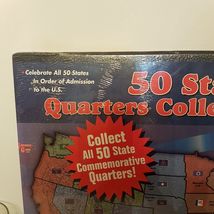 Celebrate All 50 States
In Order of Admission
to the U.S.
50 Sta
Quarters Collec
Collect
All 50 State
Commemorative
Quarters!